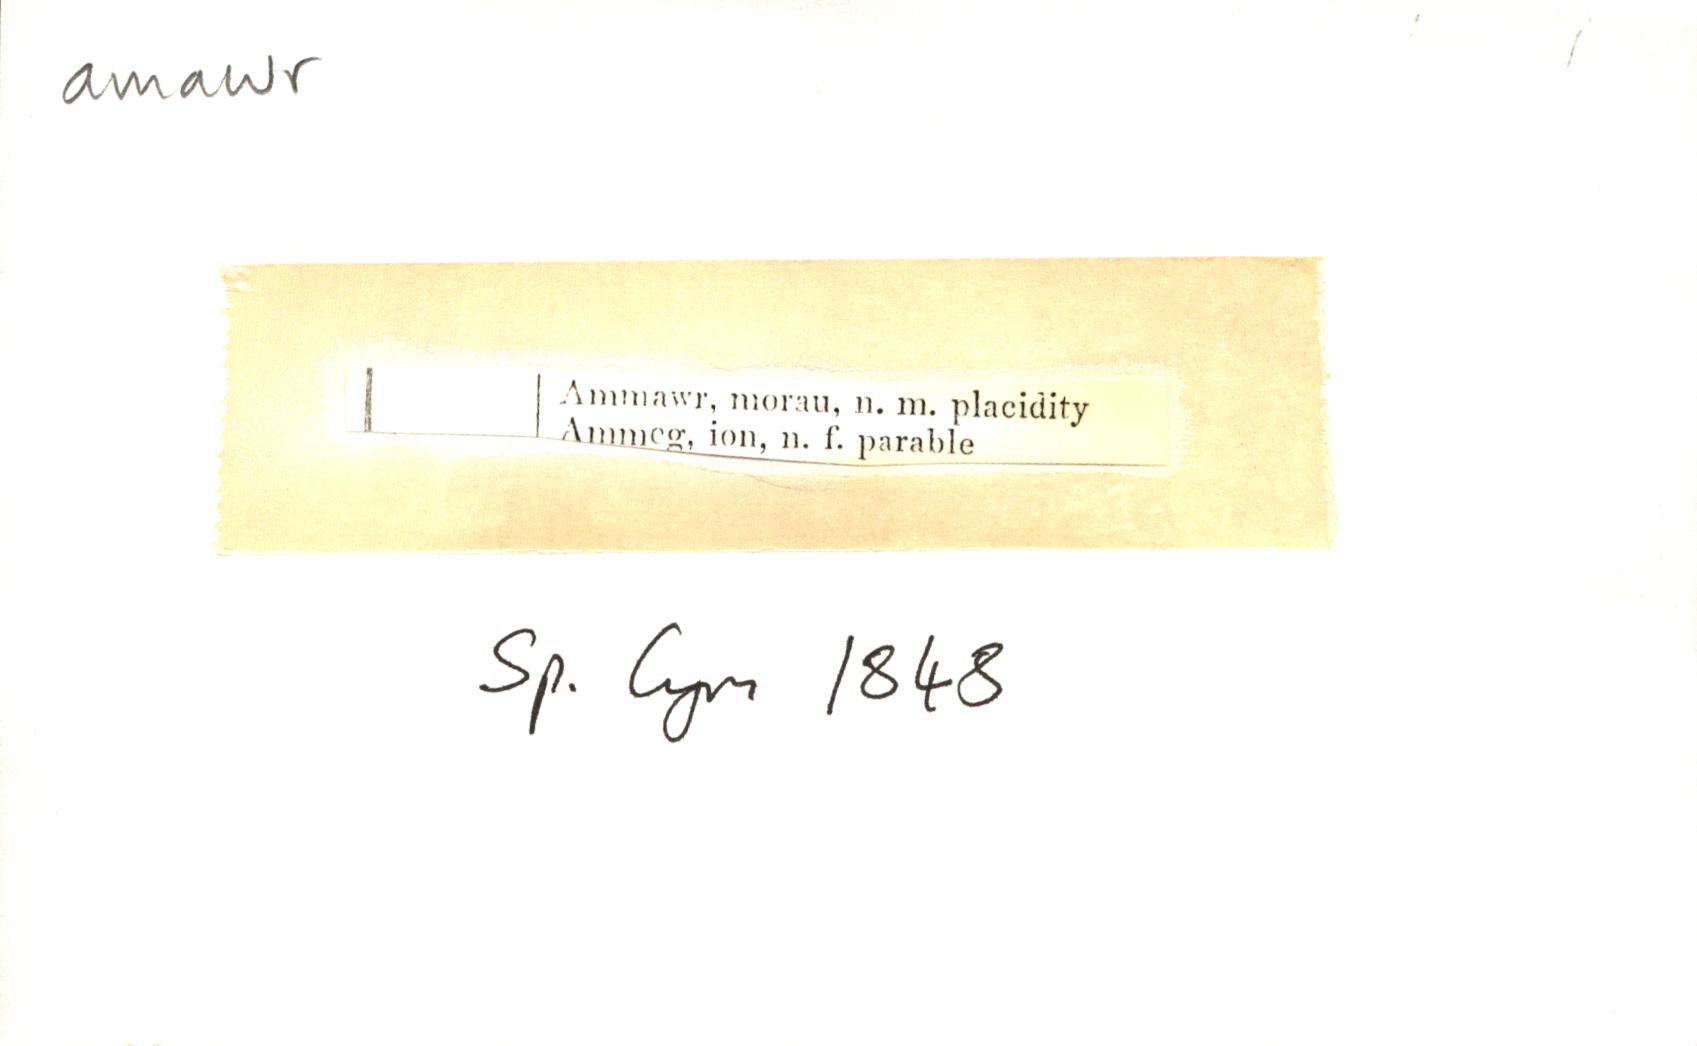 amawr
Ammawr, morau, n. m. placidity
Ammeg, ion, n. f. parable
Sp. Cym 1848